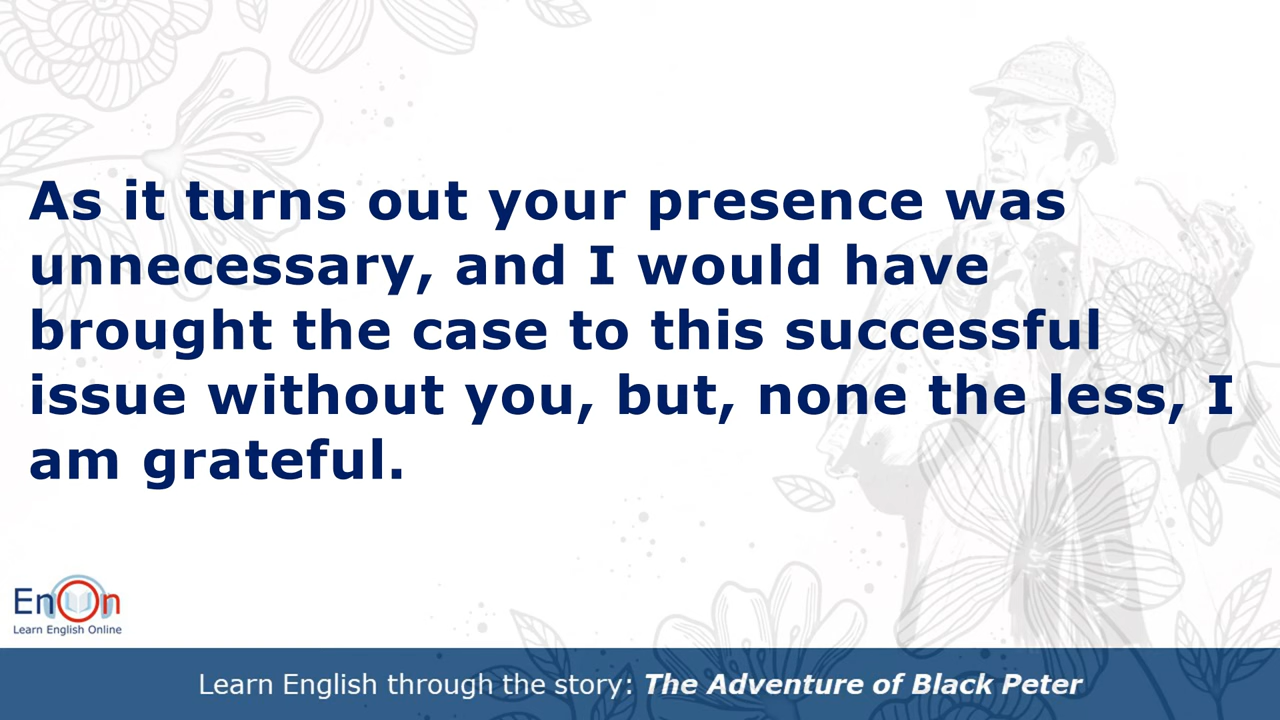 As it turns out your presence was
unnecessary, and I would have
brought the case to this successful
issue without you, but, none the less, I
am grateful.
EnOn
Learn English Online
Learn English through the story: The Adventure of Black Peter